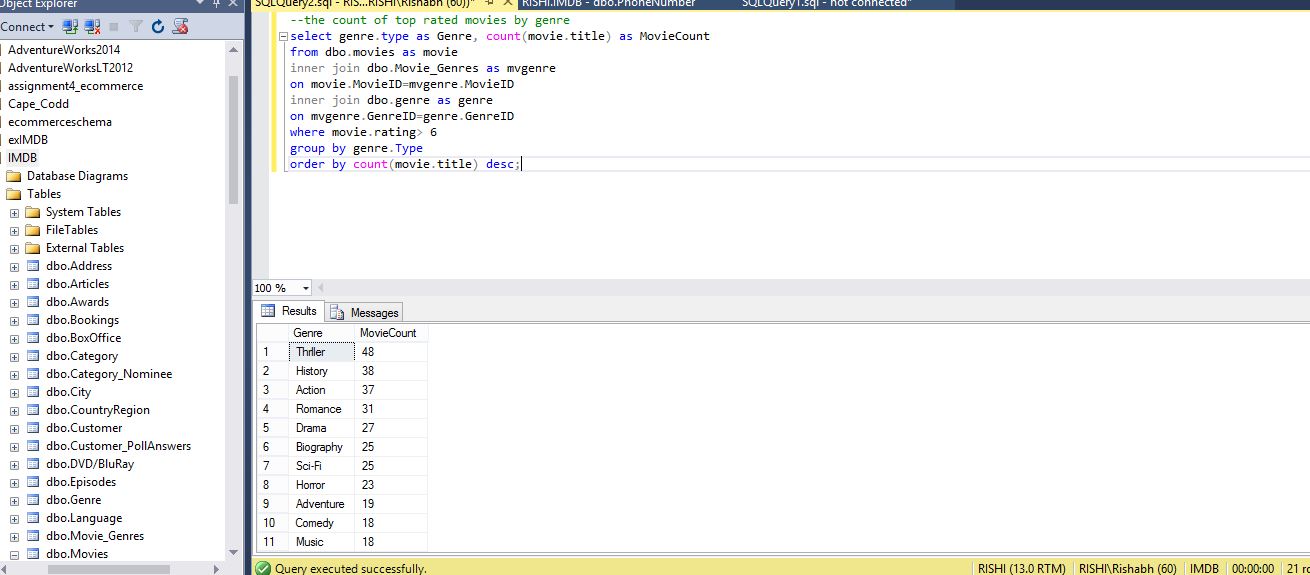 Object Explorer
Connect
AdventureWorks2014
AdventureWorksLT2012
assignment4_ecommerce
Cape_Codd
ecommerceschema
exIMDB
IMDB
Database Diagrams
Tables
System Tables
FileTables
External Tables
dbo.Address
dbo.Articles
dbo.Awards
dbo.Bookings
dbo.BoxOffice
dbo.Category
dbo.Category_Nominee
dbo.City
dbo.CountryRegion
dbo.Customer
dbo.Customer_PollAnswers
dbo.DVD/BluRay
dbo.Episodes
dbo.Genre
dbo.Language
dbo.Movie_Genres
dbo.Movies
SQLQuery2.sql - RIS...RISHI\Rishabh (60))* RISHI.IMDB - dbo.PhoneNumber SQLQuery1.sql - not connected*
--the count of top rated movies by genre
select genre.type as Genre, count(movie.title) as MovieCount
from dbo.movies as movie
inner join dbo.Movie_Genres as mvgenre
on movie.MovieID=mvgenre.MovieID
inner join dbo.genre as genre
on mvgenre.GenreID=genre.GenreID
where movie.rating> 6
group by genre.Type
order by count(movie.title) desc;
100 %
Results Messages
Genre MovieCount
1 Thriller 48
2 History 38
3 Action 37
4 Romance 31
5 Drama 27
6 Biography 25
7 Sci-Fi 25
8 Horror 23
9 Adventure 19
10 Comedy 18
11 Music 18
Query executed successfully. RISHI (13.0 RTM) RISHI\Rishabh (60) IMDB 00:00:00 21